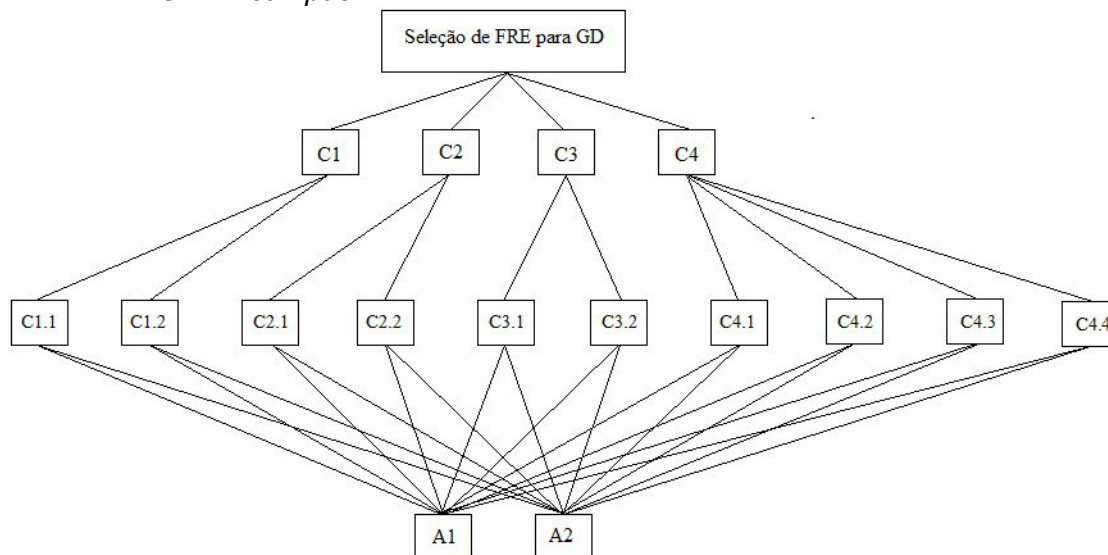 Seleção de FRE para GD
C1 C2 C3 C4
C1.1 C1.2 C2.1 C2.2 C3.1 C3.2 C4.1 C4.2 C4.3 C4.4
A1 A2